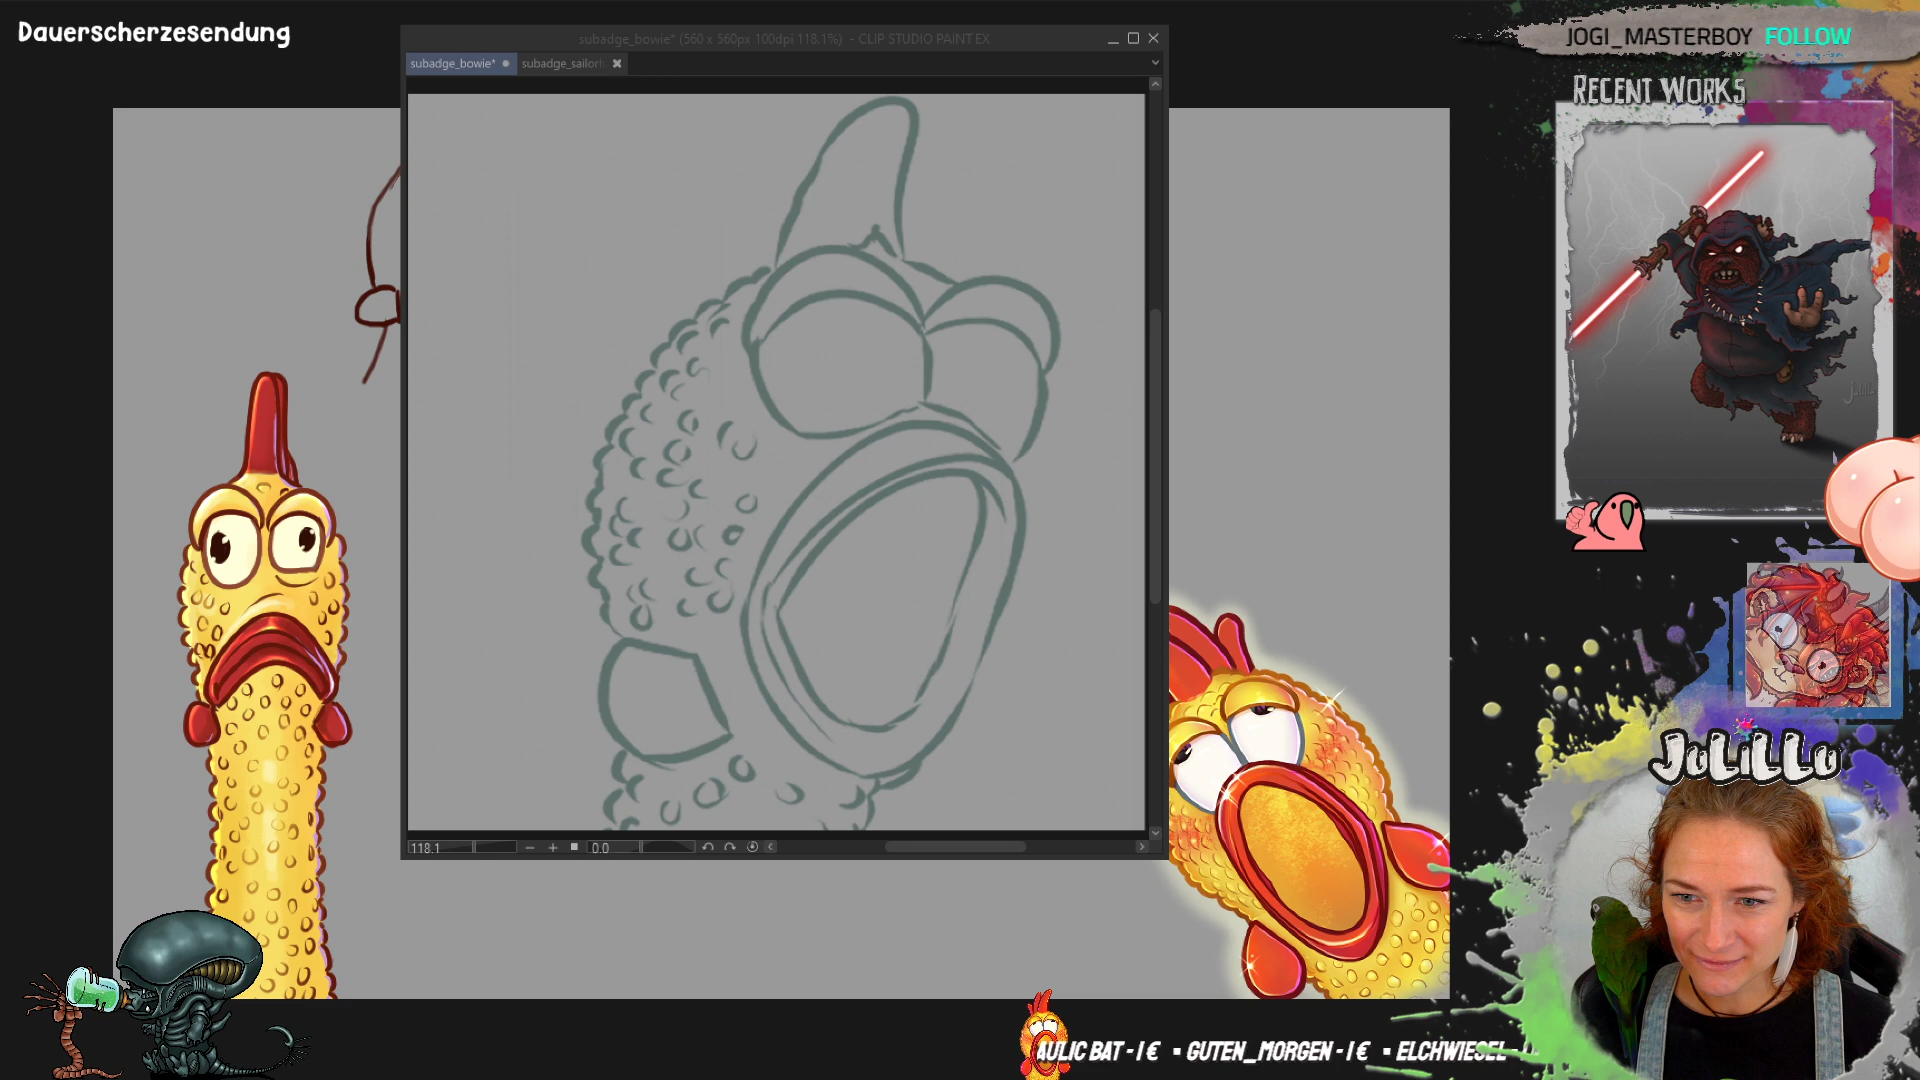 Dauerscherzesendung
subadge_bowie* (560 x 560px 100dpi 118.1%) - CLIP STUDIO PAINT EX
subadge_bowie*
subadge_sailor
118.1
0.0
JOGI_MASTERBOY FOLLOW
RECENT WORKS
JULILLU
AULIC BAT - 1 € ▪ GUTEN_MORGEN - 1 € ▪ ELCHWIESEL -